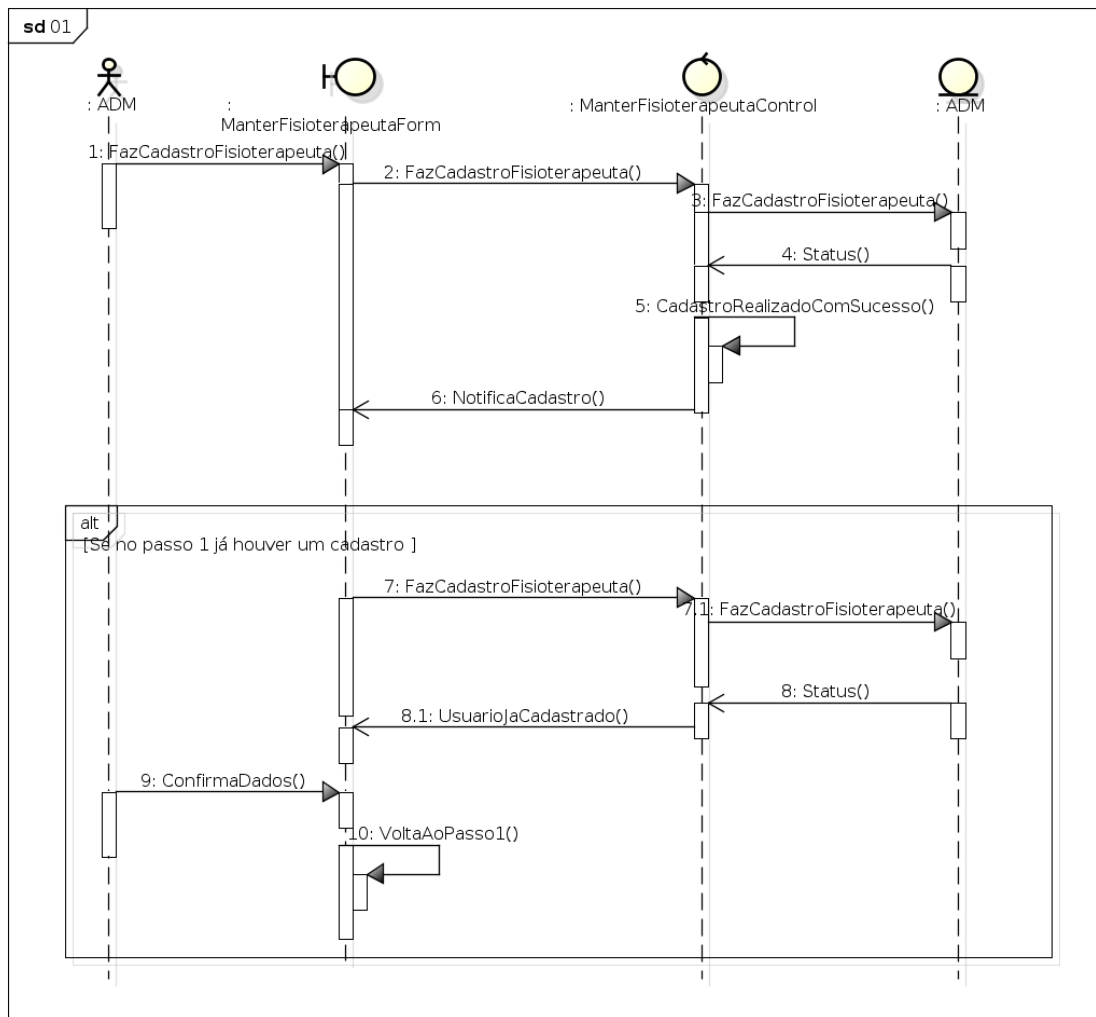 sd 01
: ADM
:
ManterFisioterapeutaForm
: ManterFisioterapeutaControl
: ADM
1: FazCadastroFisioterapeuta()
2: FazCadastroFisioterapeuta()
3: FazCadastroFisioterapeuta()
4: Status()
5: CadastroRealizadoComSucesso()
6: NotificaCadastro()
alt
[Se no passo 1 já houver um cadastro ]
7: FazCadastroFisioterapeuta()
7.1: FazCadastroFisioterapeuta()
8: Status()
8.1: UsuarioJaCadastrado()
9: ConfirmaDados()
10: VoltaAoPasso1()